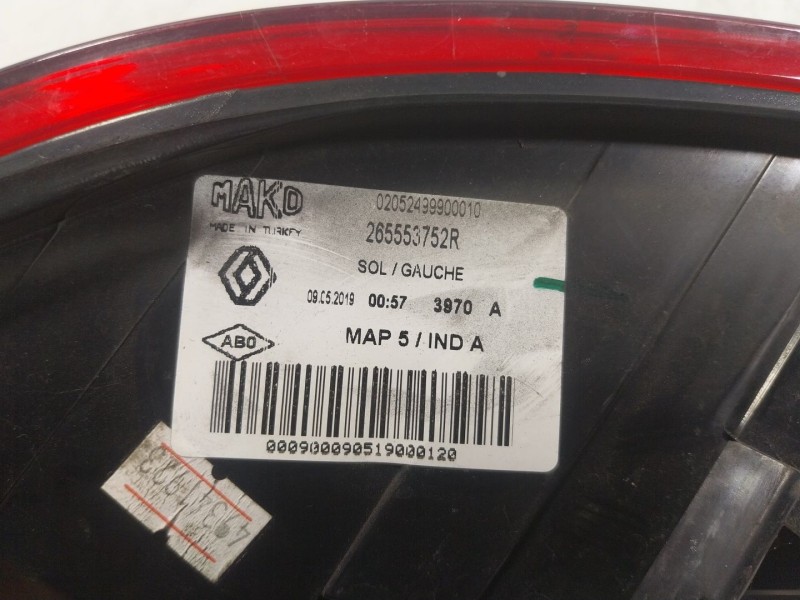 MAKO
MADE IN TURKEY
02052499900010
265553752R
SOL / GAUCHE
09.05.2019 00:57 3970 A
ABO
MAP 5 / IND A
000900090519000120